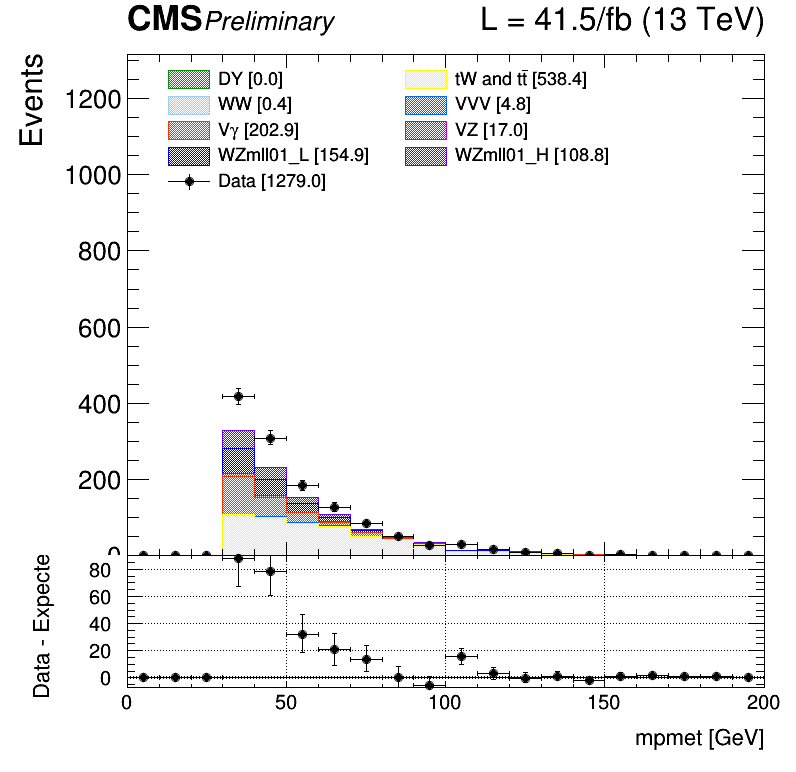 CMS Preliminary L = 41.5/fb (13 TeV)
Events
DY [0.0] tW and tt̄ [538.4]
WW [0.4] VVV [4.8]
Vγ [202.9] VZ [17.0]
WZmll01_L [154.9] WZmll01_H [108.8]
Data [1279.0]
1200
1000
800
600
400
200
0
Data - Expecte
80
60
40
20
0
0 50 100 150 200
mpmet [GeV]